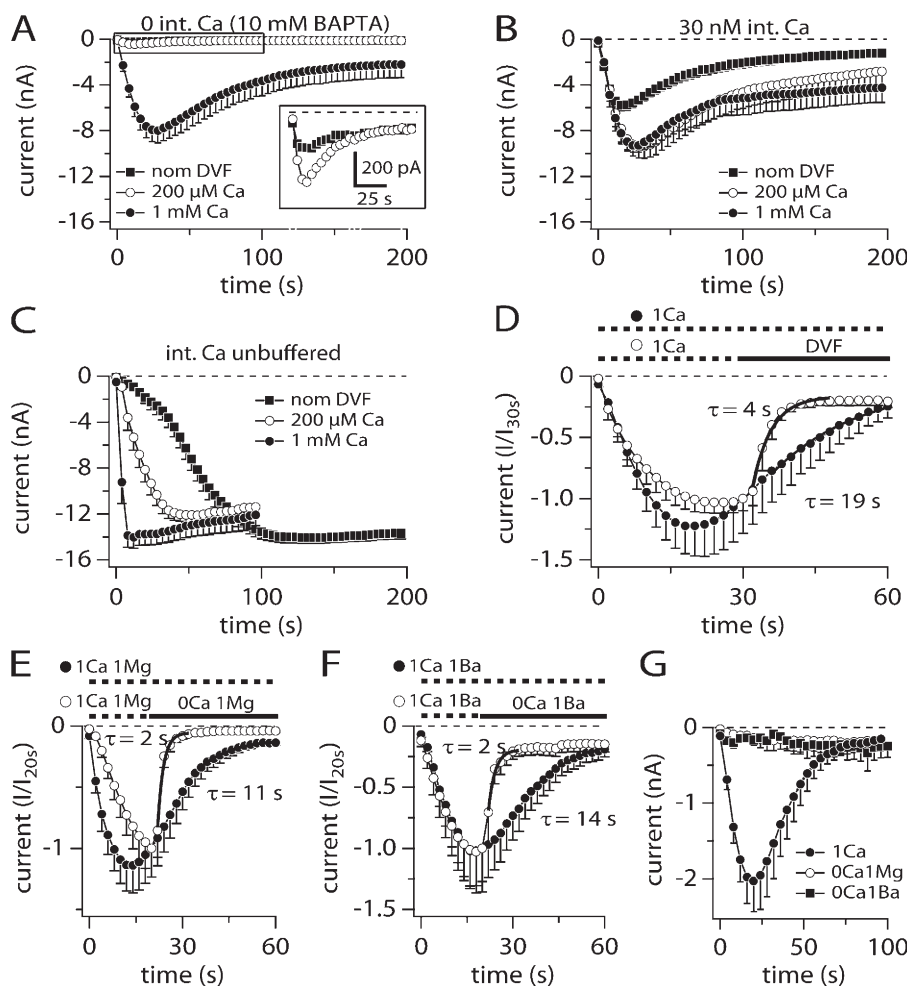 A
0 int. Ca (10 mM BAPTA)
0
-4
-8
-12
-16
current (nA)
nom DVF
200 µM Ca
1 mM Ca
200 pA
25 s
0
100
200
time (s)
B
30 nM int. Ca
0
-4
-8
-12
-16
current (nA)
nom DVF
200 µM Ca
1 mM Ca
0
100
200
time (s)
C
int. Ca unbuffered
0
-4
-8
-12
-16
current (nA)
nom DVF
200 µM Ca
1 mM Ca
0
100
200
time (s)
D
1Ca
1Ca
DVF
0
-0.5
-1.0
-1.5
current (I/I30s)
τ = 4 s
τ = 19 s
0
30
60
time (s)
E
1Ca 1Mg
1Ca 1Mg
0Ca 1Mg
0
-1
current (I/I20s)
τ = 2 s
τ = 11 s
0
30
60
time (s)
F
1Ca 1Ba
1Ca 1Ba
0Ca 1Ba
0
-0.5
-1.0
-1.5
current (I/I20s)
τ = 2 s
τ = 14 s
0
30
60
time (s)
G
0
-1
-2
current (nA)
1Ca
0Ca1Mg
0Ca1Ba
0
50
100
time (s)